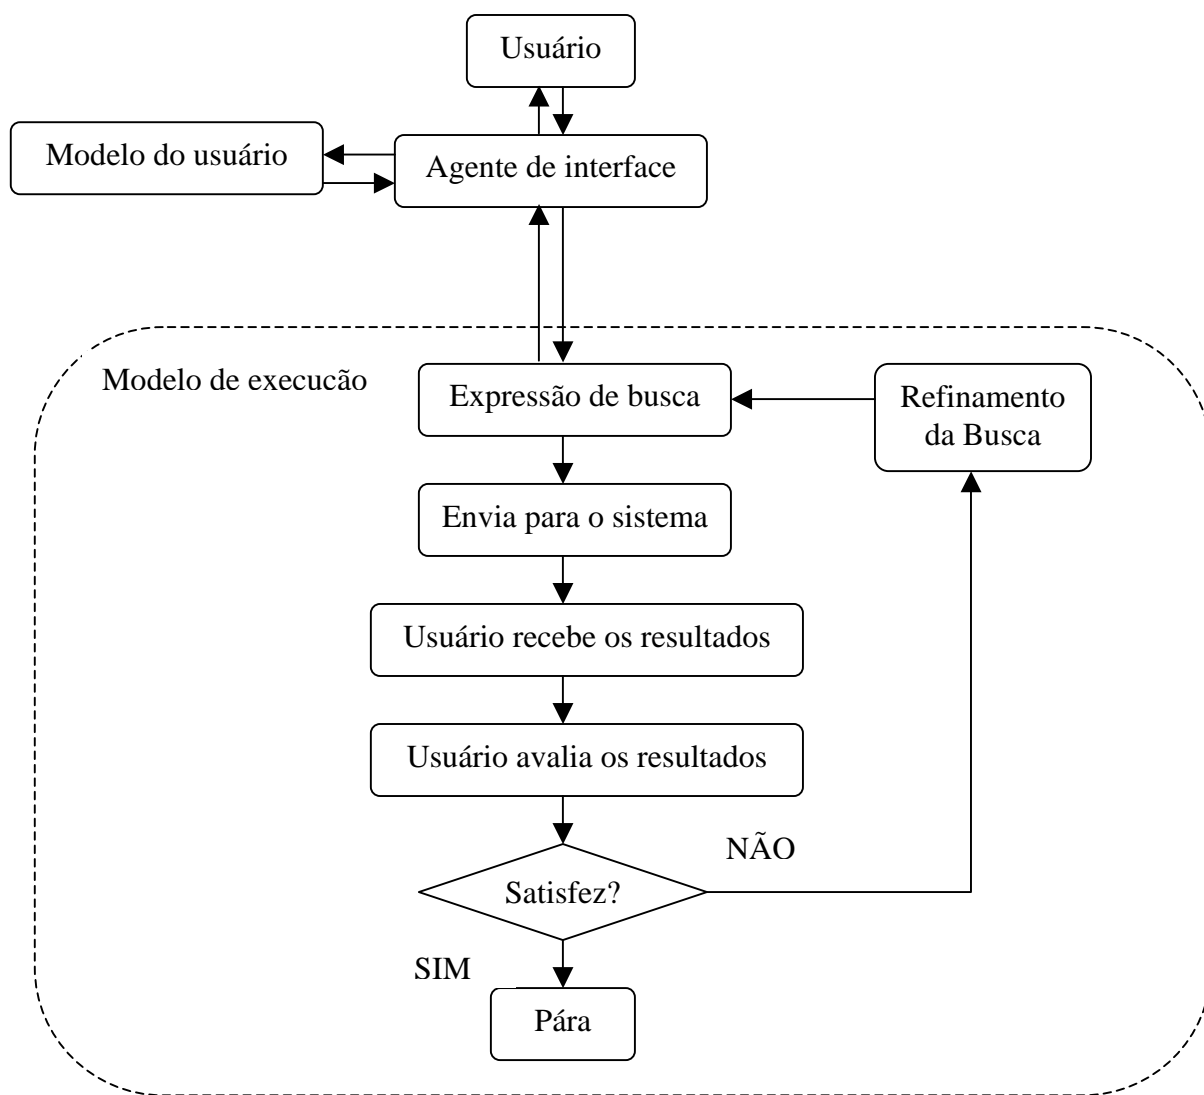 Usuário
Modelo do usuário
Agente de interface
Modelo de execucão
Expressão de busca
Refinamento
da Busca
Envia para o sistema
Usuário recebe os resultados
Usuário avalia os resultados
NÃO
Satisfez?
SIM
Pára